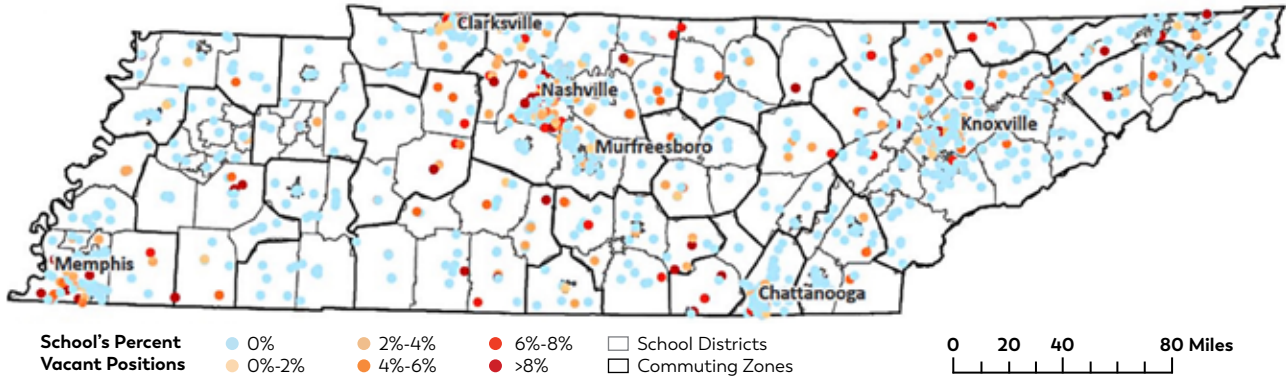 Clarksville
Nashville
Knoxville
Murfreesboro
Memphis
Chattanooga
School's Percent Vacant Positions
0% 2%-4% 6%-8% School Districts
0%-2% 4%-6% >8% Commuting Zones
0 20 40 80 Miles